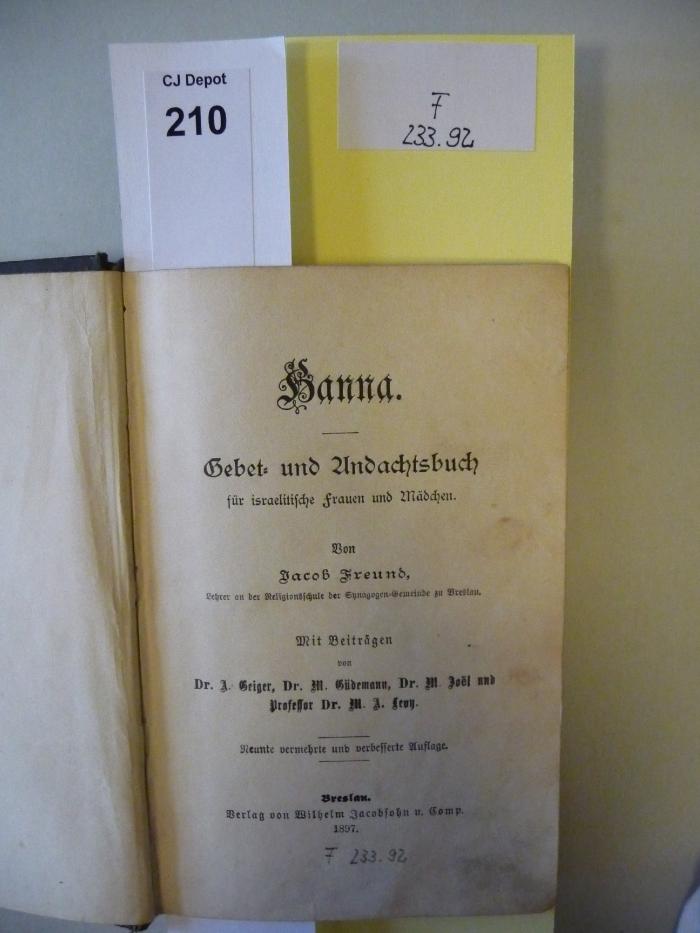 CJ Depot
210
F
233.92
Hanna.
Gebet- und Andachtsbuch
für israelitische Frauen und Mädchen.
Von
Jacob Freund,
Lehrer an der Religionsschule der Synagogen-Gemeinde zu Breslau.
Mit Beiträgen
von
Dr. A. Geiger, Dr. M. Güdemann, Dr. M. Joël und
Professor Dr. M. A. Levy.
Neunte vermehrte und verbesserte Auflage.
Breslau.
Verlag von Wilhelm Jacobsohn u. Comp.
1897.
F 233.92